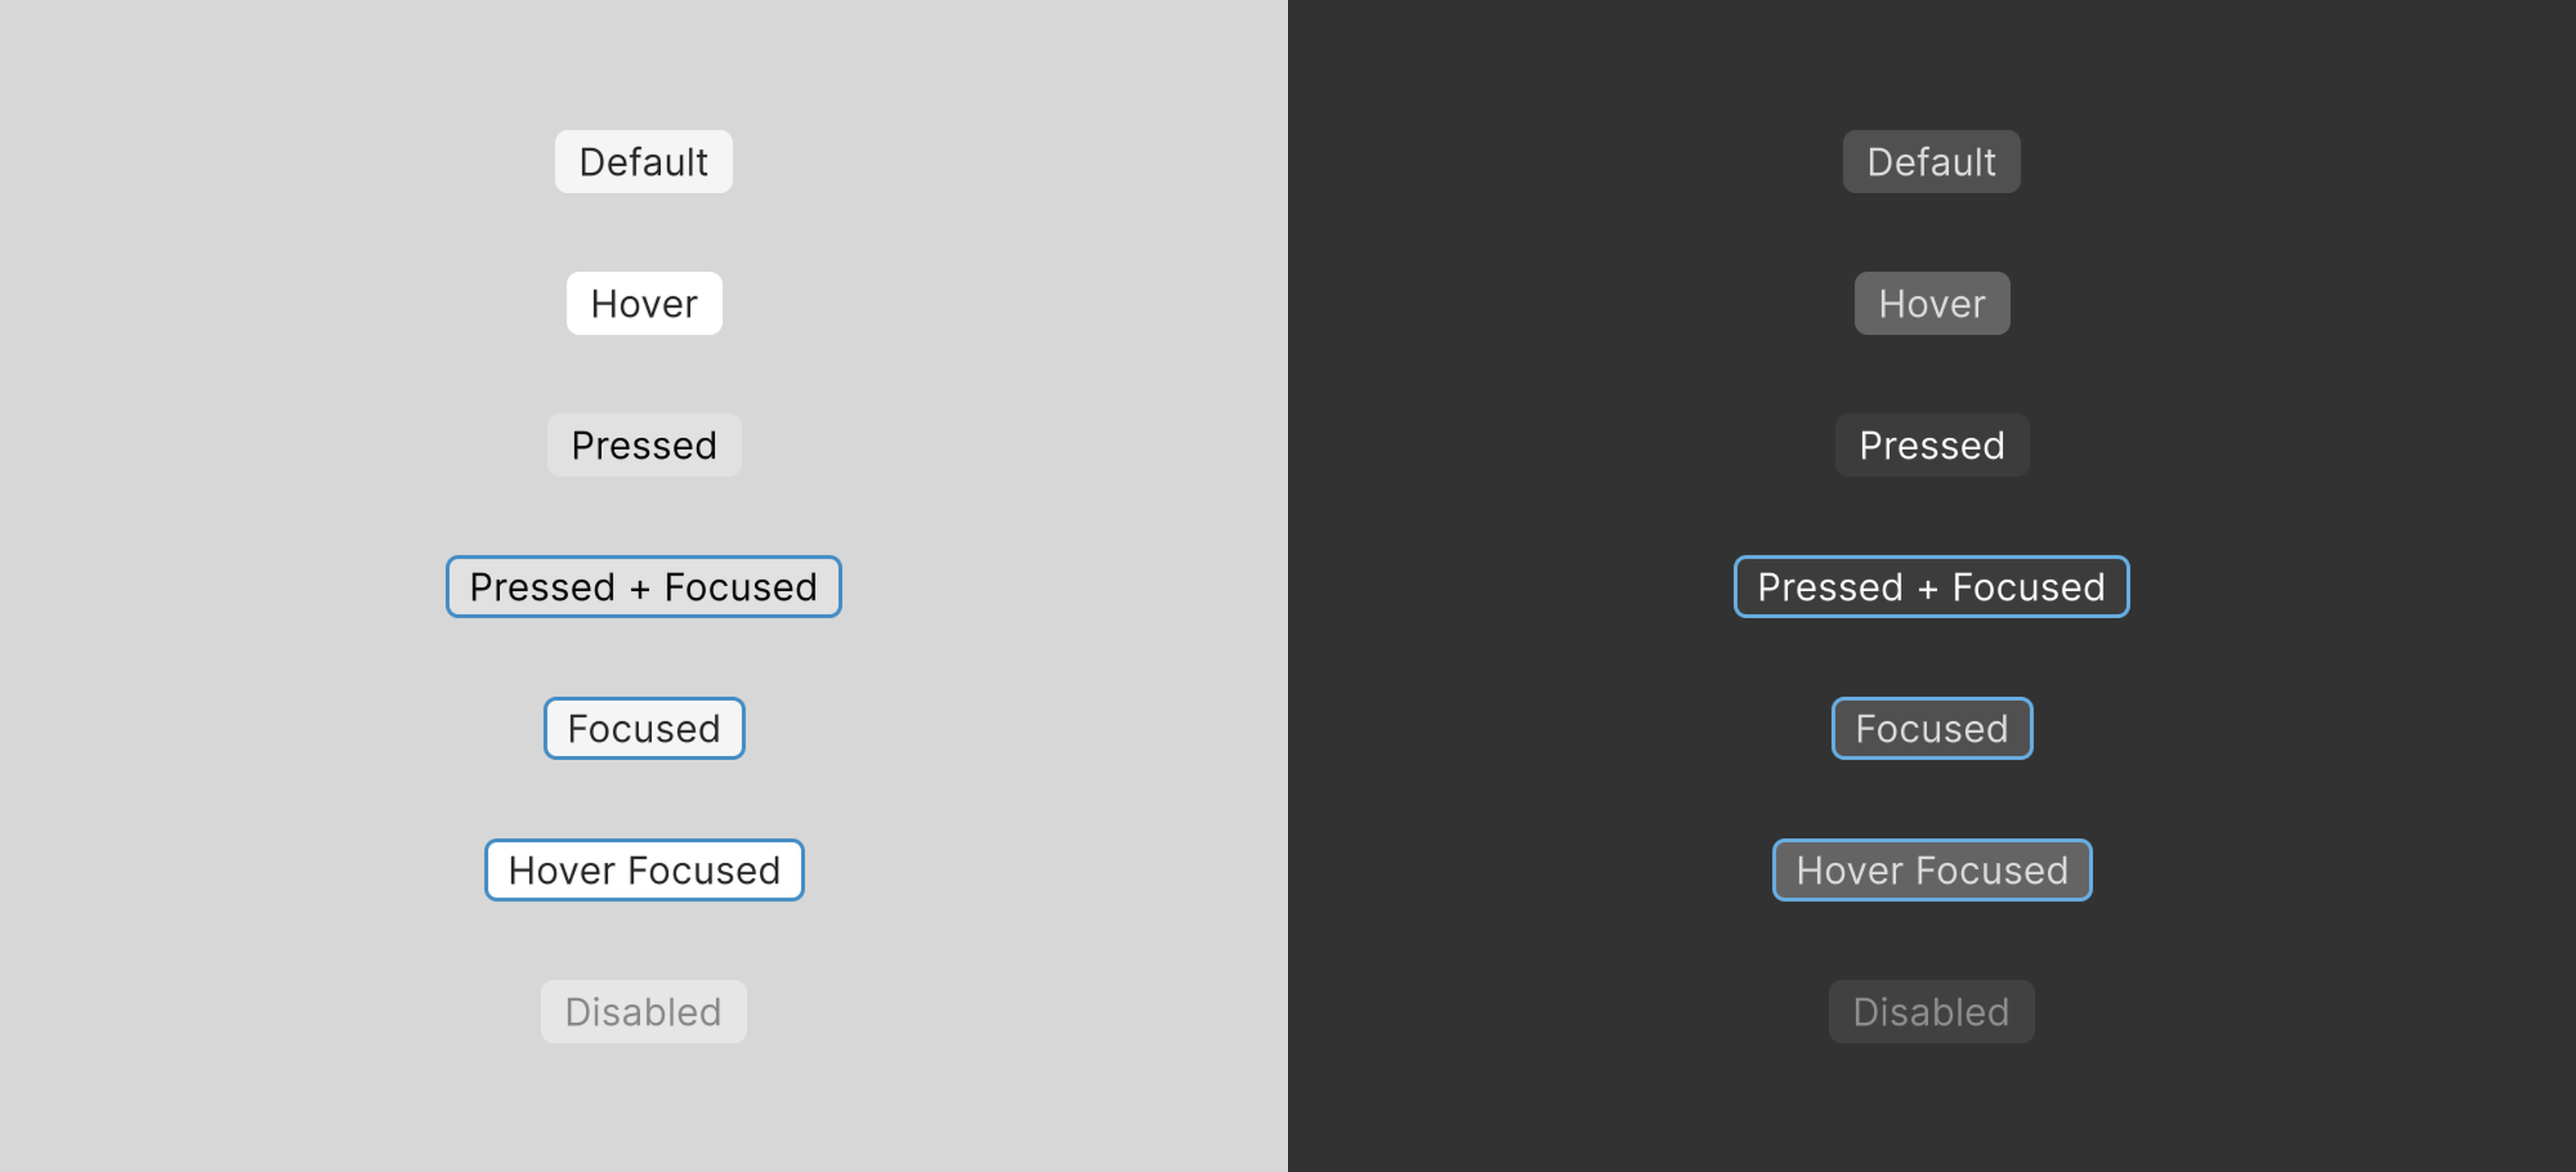 Default
Hover
Pressed
Pressed + Focused
Focused
Hover Focused
Disabled
Default
Hover
Pressed
Pressed + Focused
Focused
Hover Focused
Disabled